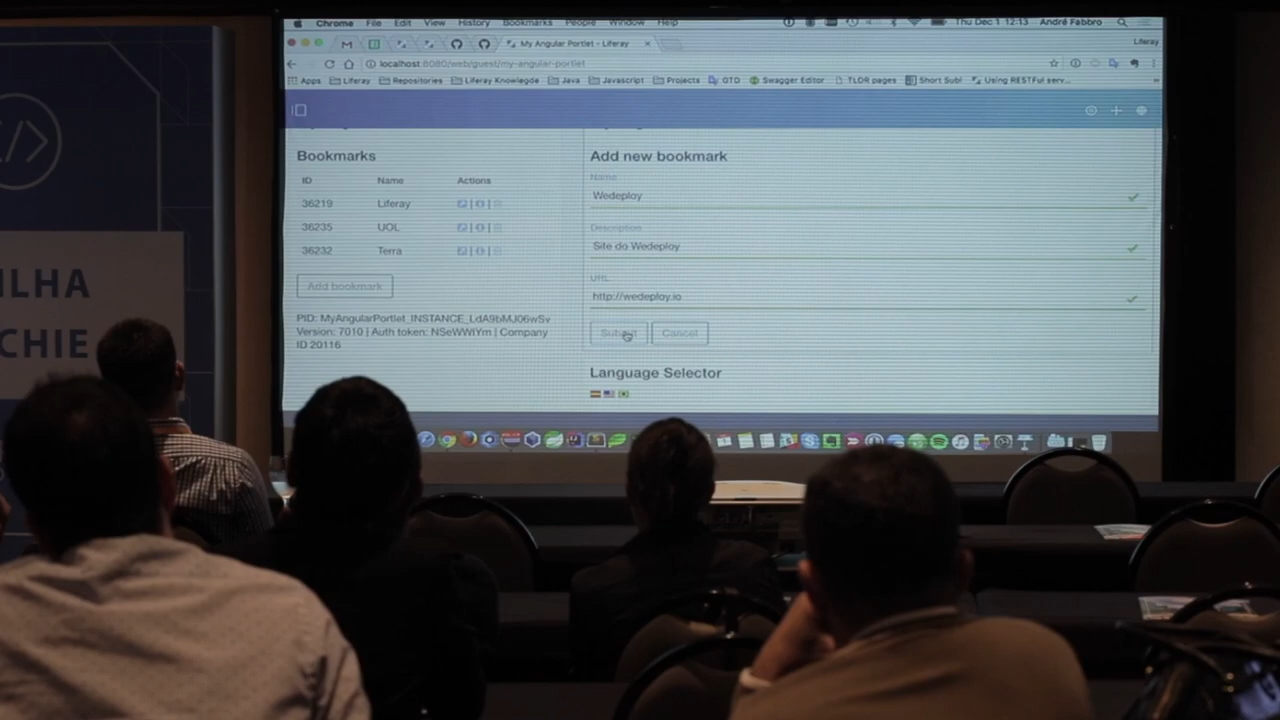 Chrome File Edit View History Bookmarks People Window Help Thu Dec 1 12:13 André Fabbro
My Angular Portlet - Liferay
Liferay
localhost:8080/web/guest/my-angular-portlet
Apps Liferay Repositories Liferay Knowlegde Java Javascript Projects GTD Swagger Editor TLDR pages Short Sub! Using RESTful serv...
Bookmarks
ID Name Actions
36219 Liferay
36235 UOL
36232 Terra
Add bookmark
PID: MyAngularPortlet_INSTANCE_LdA9bMJ06wSv
Version: 7010 | Auth token: NSeWWIYm | Company
ID 20116
Add new bookmark
Name
Wedeploy
Description
Site do Wedeploy
URL
http://wedeploy.io
Submit Cancel
Language Selector
</>
ILHA
CHIE